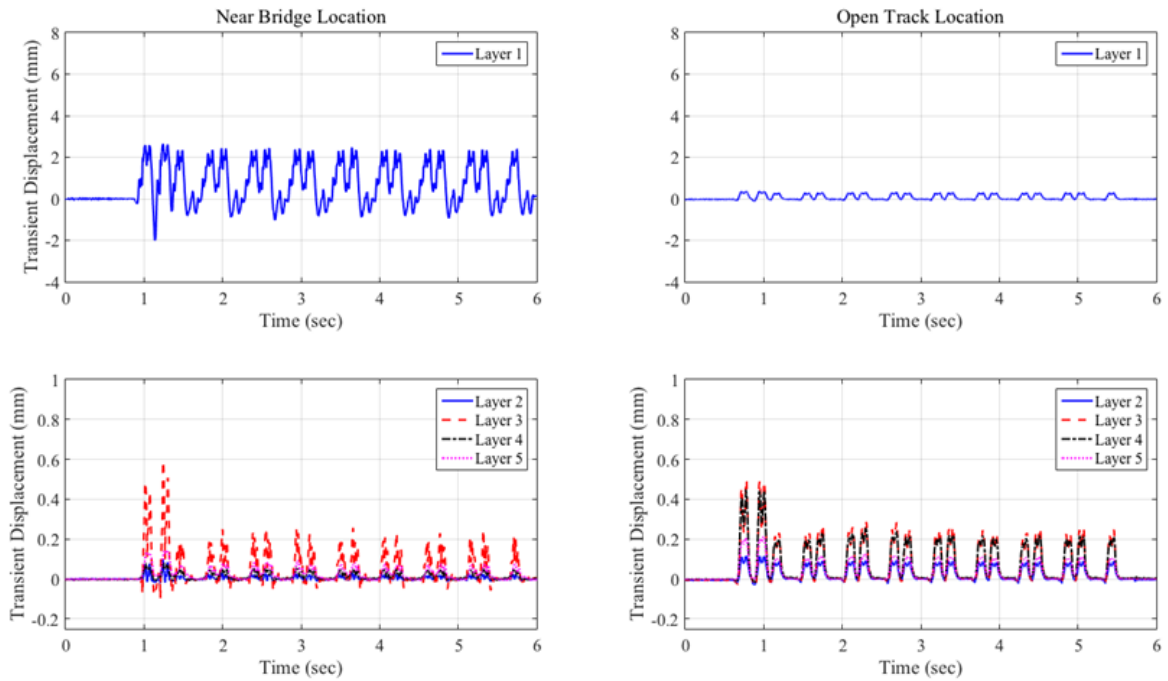 Near Bridge Location
Transient Displacement (mm)
8
6
4
2
0
-2
-4
0 1 2 3 4 5 6
Time (sec)
Layer 1
Open Track Location
Transient Displacement (mm)
8
6
4
2
0
-2
-4
0 1 2 3 4 5 6
Time (sec)
Layer 1
Transient Displacement (mm)
1
0.8
0.6
0.4
0.2
0
-0.2
0 1 2 3 4 5 6
Time (sec)
Layer 2
Layer 3
Layer 4
Layer 5
Transient Displacement (mm)
1
0.8
0.6
0.4
0.2
0
-0.2
0 1 2 3 4 5 6
Time (sec)
Layer 2
Layer 3
Layer 4
Layer 5